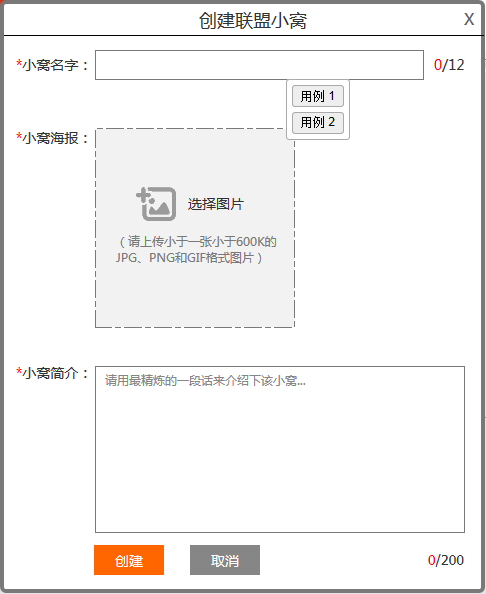 创建联盟小窝
X
*小窝名字：
0/12
用例 1
用例 2
*小窝海报：
选择图片
（请上传小于一张小于600K的
JPG、PNG和GIF格式图片）
*小窝简介：
请用最精炼的一段话来介绍下该小窝...
创建
取消
0/200